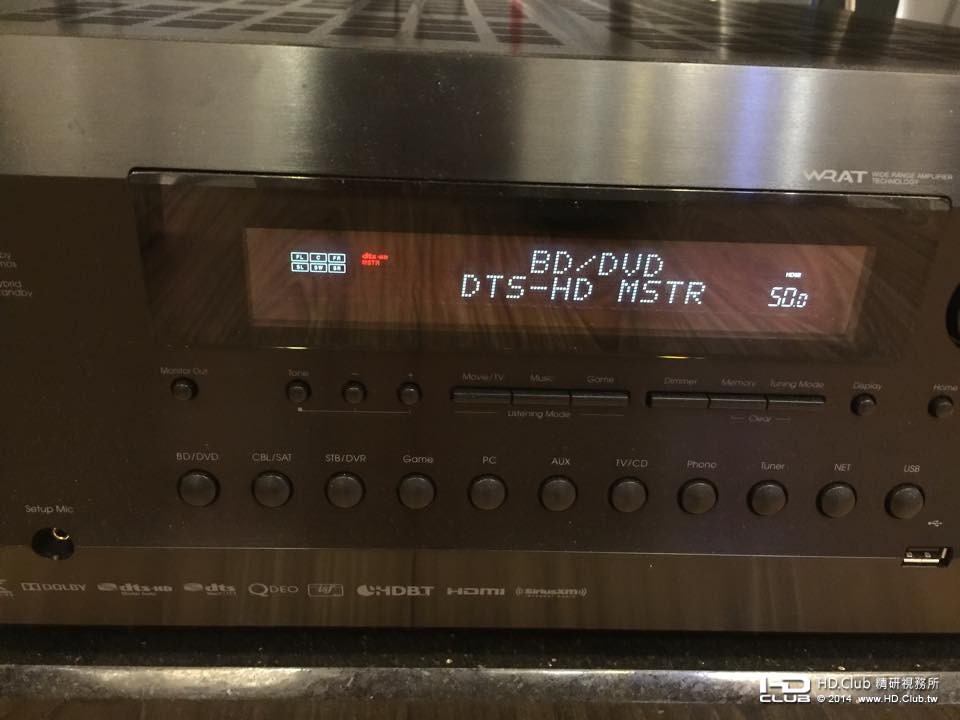 WRAT WIDE RANGE AMPLIFIER
TECHNOLOGY
FL C FR
SL SW SR
dts-HD
MSTR
BD/DVD
DTS-HD MSTR
HDMI
50.0
Monitor Out
Tone
-
+
Movie/TV
Music
Game
Listening Mode
Dimmer
Memory
Tuning Mode
Clear
Display
Home
BD/DVD
CBL/SAT
STB/DVR
Game
PC
AUX
TV/CD
Phono
Tuner
NET
USB
Setup Mic
DOLBY
dts-HD
dts
QDEO
isf
HDBT
HDMI
((SiriusXM))
HD CLUB
HD.Club 精研視務所
© 2014 www.HD.Club.tw